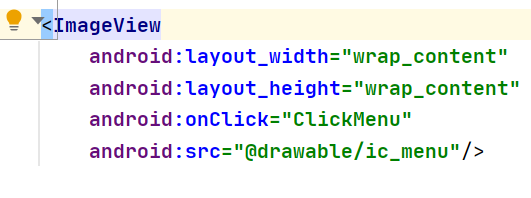 <ImageView
android:layout_width="wrap_content"
android:layout_height="wrap_content"
android:onClick="ClickMenu"
android:src="@drawable/ic_menu"/>